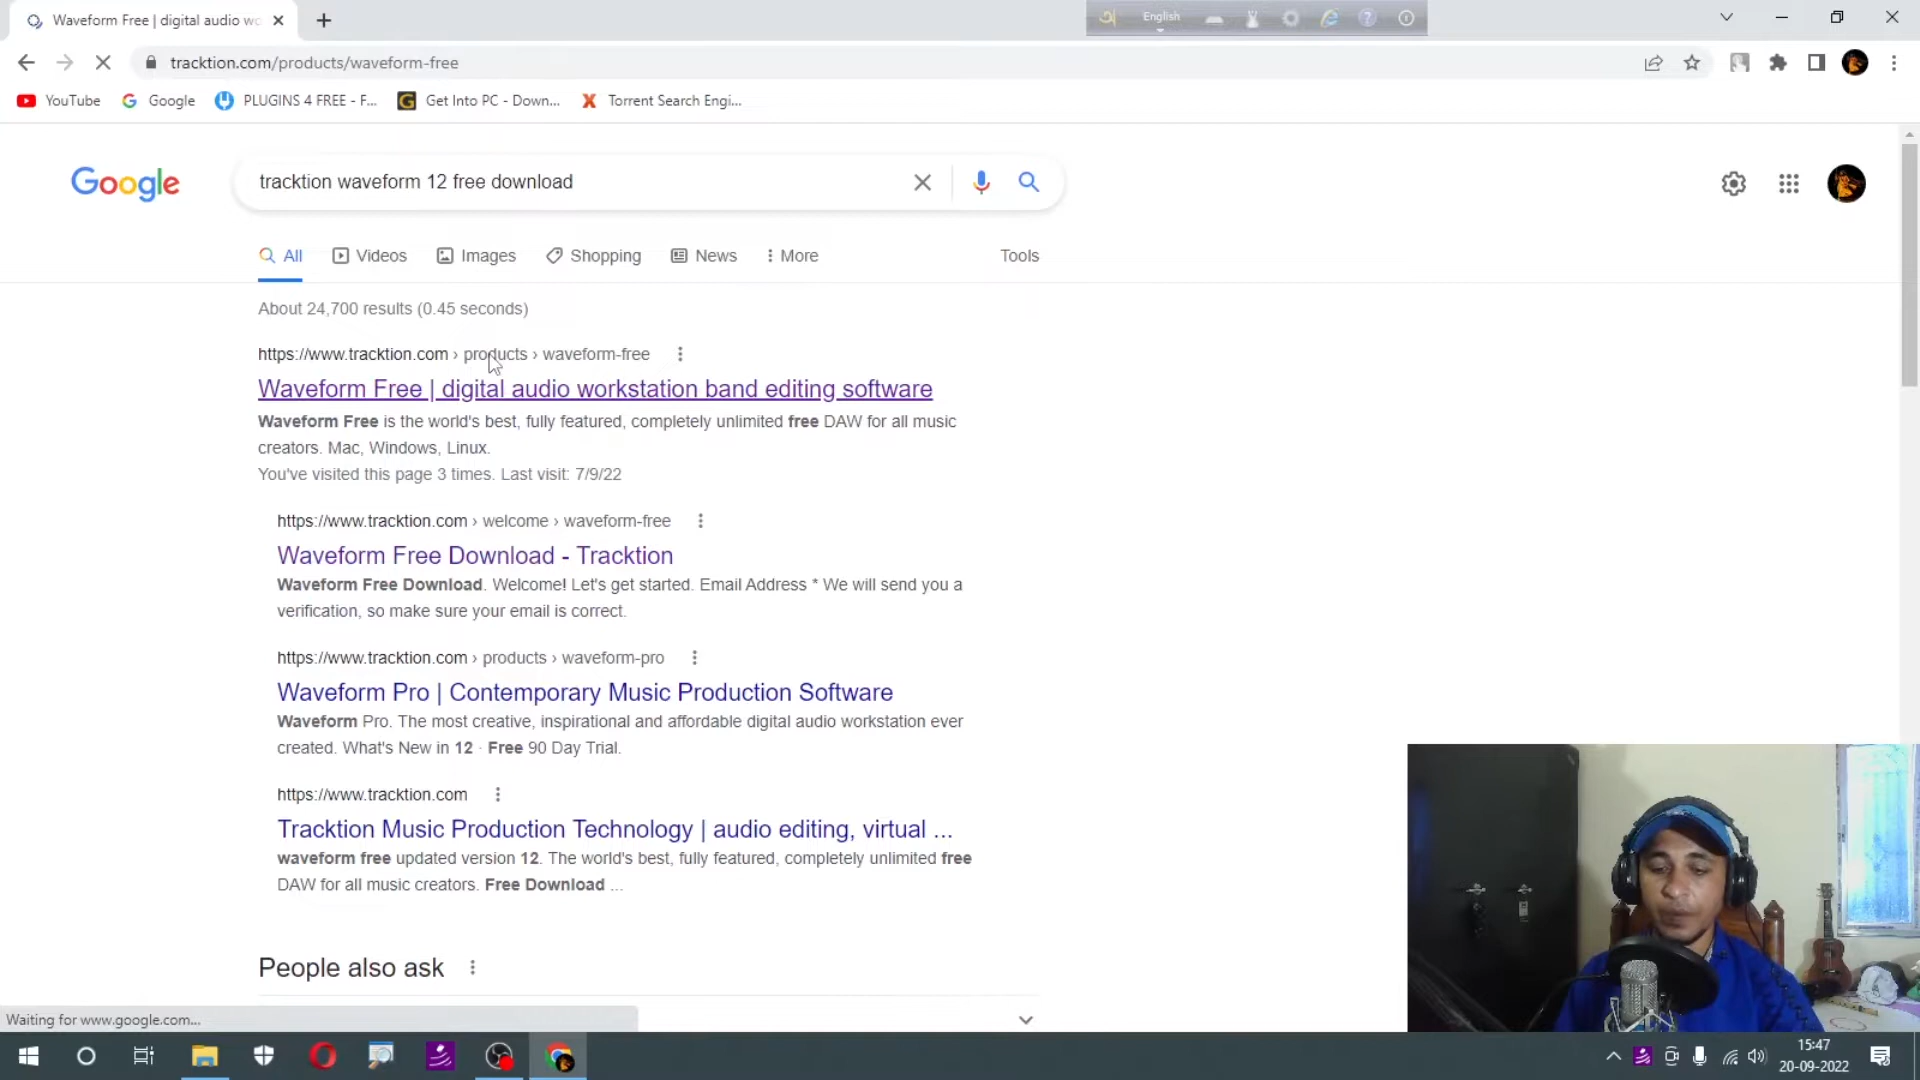 Waveform Free | digital audio wo
English
tracktion.com/products/waveform-free
YouTube
Google
PLUGINS 4 FREE - F...
Get Into PC - Down...
Torrent Search Engi...
Google
tracktion waveform 12 free download
All
Videos
Images
Shopping
News
More
Tools
About 24,700 results (0.45 seconds)
https://www.tracktion.com › products › waveform-free
Waveform Free | digital audio workstation band editing software
Waveform Free is the world's best, fully featured, completely unlimited free DAW for all music
creators. Mac, Windows, Linux.
You've visited this page 3 times. Last visit: 7/9/22
https://www.tracktion.com › welcome › waveform-free
Waveform Free Download - Tracktion
Waveform Free Download. Welcome! Let's get started. Email Address * We will send you a
verification, so make sure your email is correct.
https://www.tracktion.com › products › waveform-pro
Waveform Pro | Contemporary Music Production Software
Waveform Pro. The most creative, inspirational and affordable digital audio workstation ever
created. What's New in 12 · Free 90 Day Trial.
https://www.tracktion.com
Tracktion Music Production Technology | audio editing, virtual ...
waveform free updated version 12. The world's best, fully featured, completely unlimited free
DAW for all music creators. Free Download ...
People also ask
Waiting for www.google.com...
15:47
20-09-2022